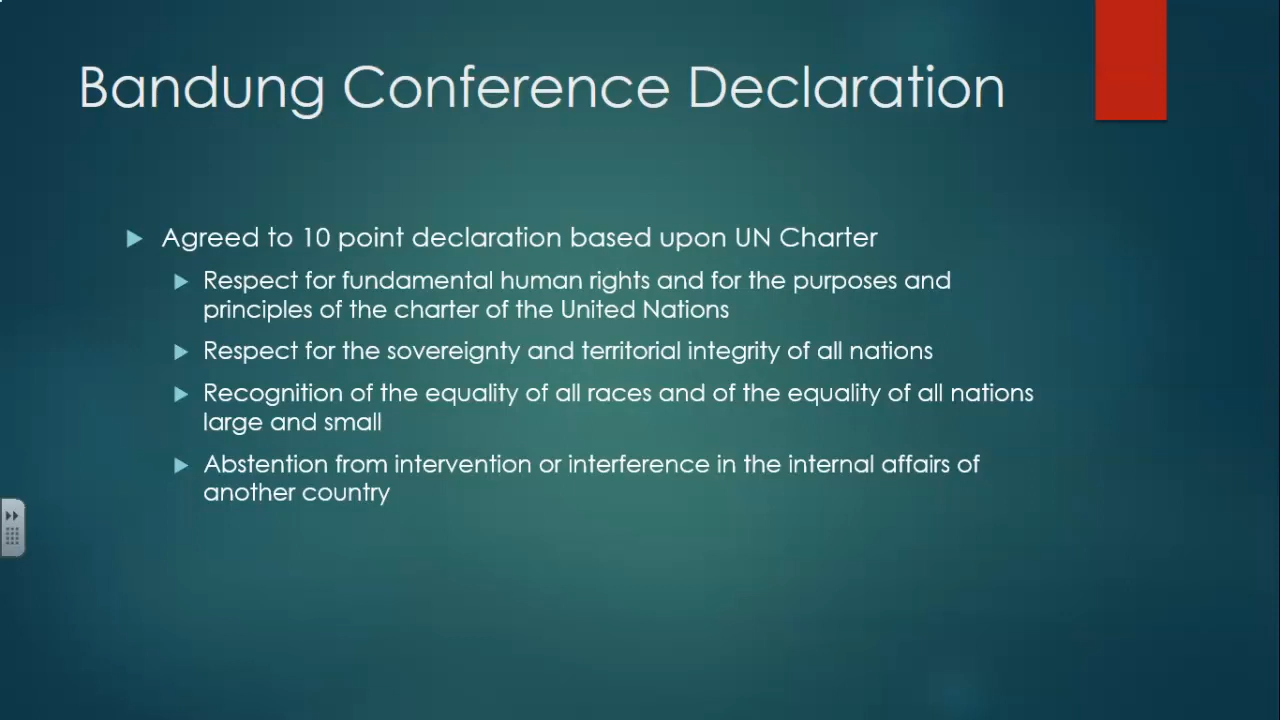 Bandung Conference Declaration
Agreed to 10 point declaration based upon UN Charter
Respect for fundamental human rights and for the purposes and
principles of the charter of the United Nations
Respect for the sovereignty and territorial integrity of all nations
Recognition of the equality of all races and of the equality of all nations
large and small
Abstention from intervention or interference in the internal affairs of
another country